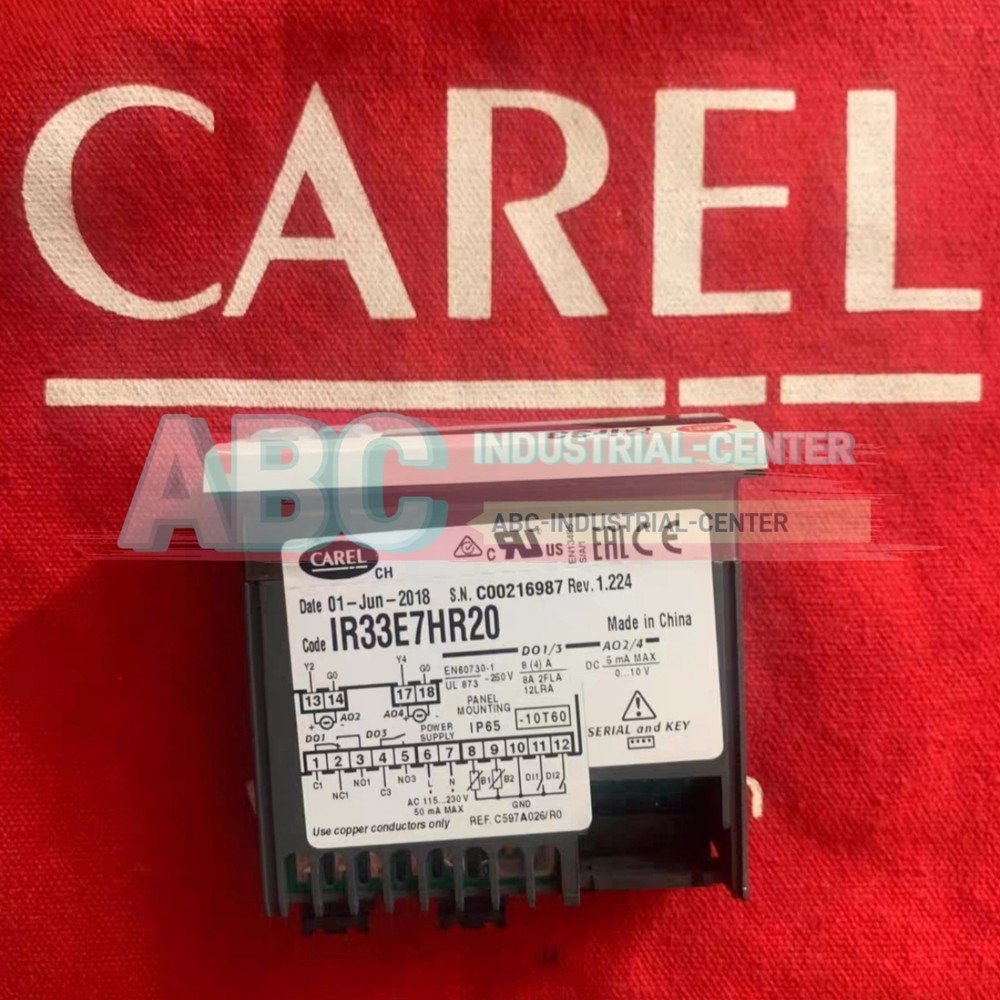 CAREL
ABC
INDUSTRIAL-CENTER
ABC-INDUSTRIAL-CENTER
CAREL
CH
C US
EAC CE
Date 01-Jun-2018 S.N. C00216987 Rev. 1.224
Code IR33E7HR20
Made in China
DO1/3 AO2/4
Y2 G0 Y4 G0
EN60730-1
UL 873
~250V
8 (4) A
8A 2FLA
12LRA
DC 5 mA MAX
0...10 V
13 14 17 18
+ - AO2
AO4 + -
PANEL
MOUNTING
IP65
-10T60
SERIAL and KEY
DO1 DO3
POWER
SUPPLY
1 2 3 4 5 6 7 8 9 10 11 12
C1 NC1 NO1 C3 NO3 L N B1 B2 GND DI1 DI2
AC 115...230 V
50 mA MAX
Use copper conductors only
REF. C597A026/R0